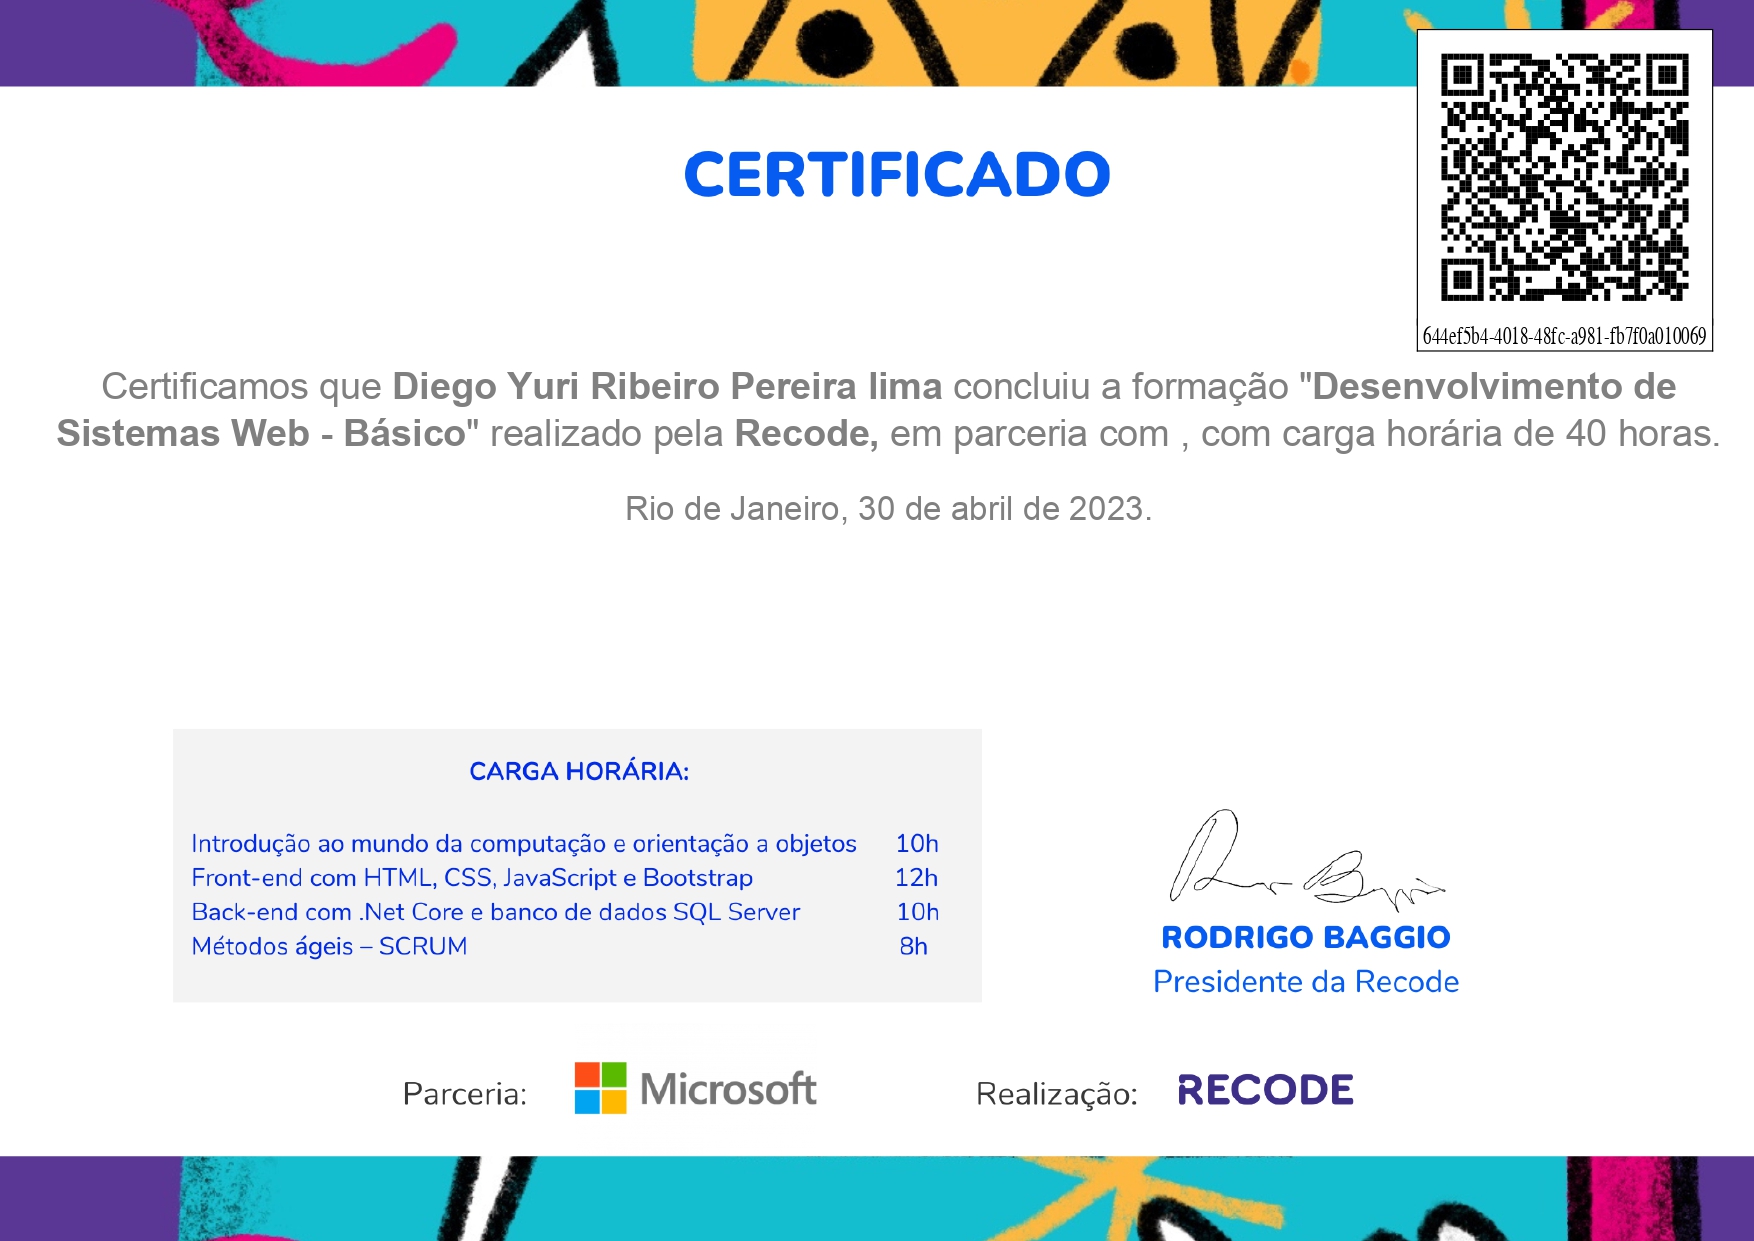 CERTIFICADO
644ef5b4-4018-48fc-a981-fb7f0a010069
Certificamos que Diego Yuri Ribeiro Pereira lima concluiu a formação "Desenvolvimento de
Sistemas Web - Básico" realizado pela Recode, em parceria com , com carga horária de 40 horas.
Rio de Janeiro, 30 de abril de 2023.
CARGA HORÁRIA:
Introdução ao mundo da computação e orientação a objetos 10h
Front-end com HTML, CSS, JavaScript e Bootstrap 12h
Back-end com .Net Core e banco de dados SQL Server 10h
Métodos ágeis – SCRUM 8h
RODRIGO BAGGIO
Presidente da Recode
Parceria: Microsoft Realização: RECODE